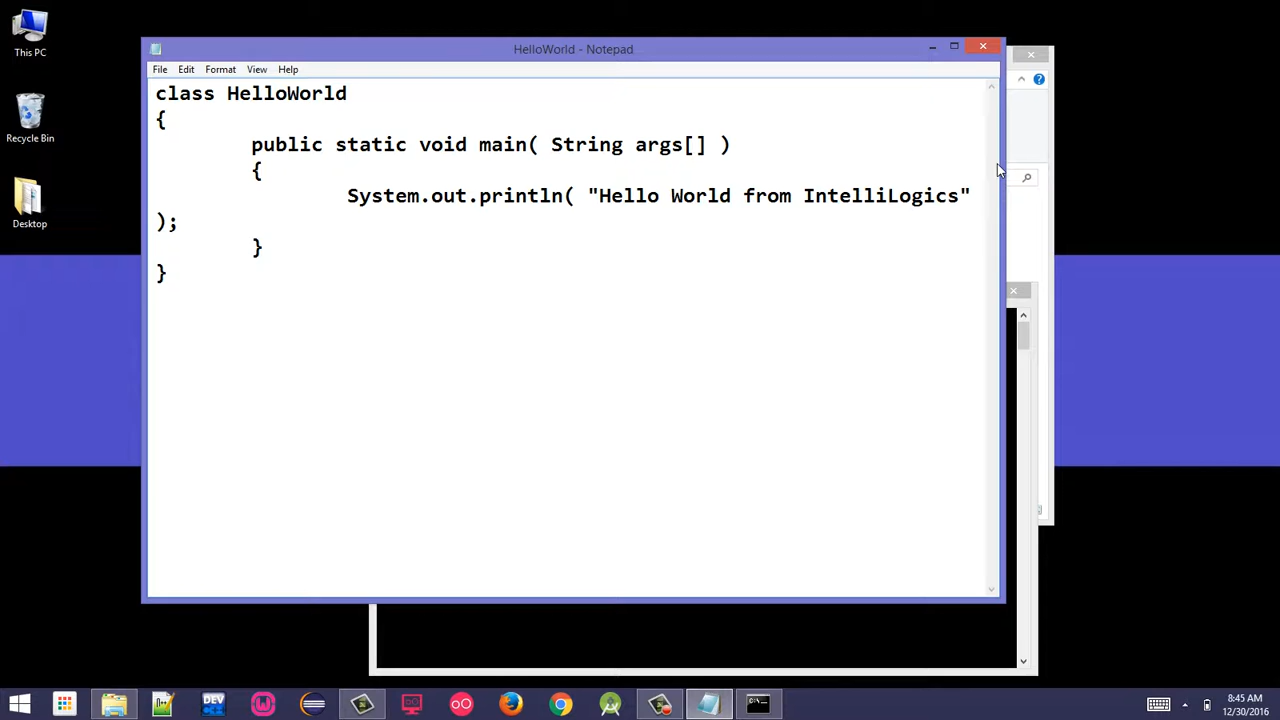 This PC
Recycle Bin
Desktop
HelloWorld - Notepad
File Edit Format View Help
class HelloWorld
{
public static void main( String args[] )
{
System.out.println( "Hello World from IntelliLogics"
);
}
}
DEV
C:\
8:45 AM
12/30/2016